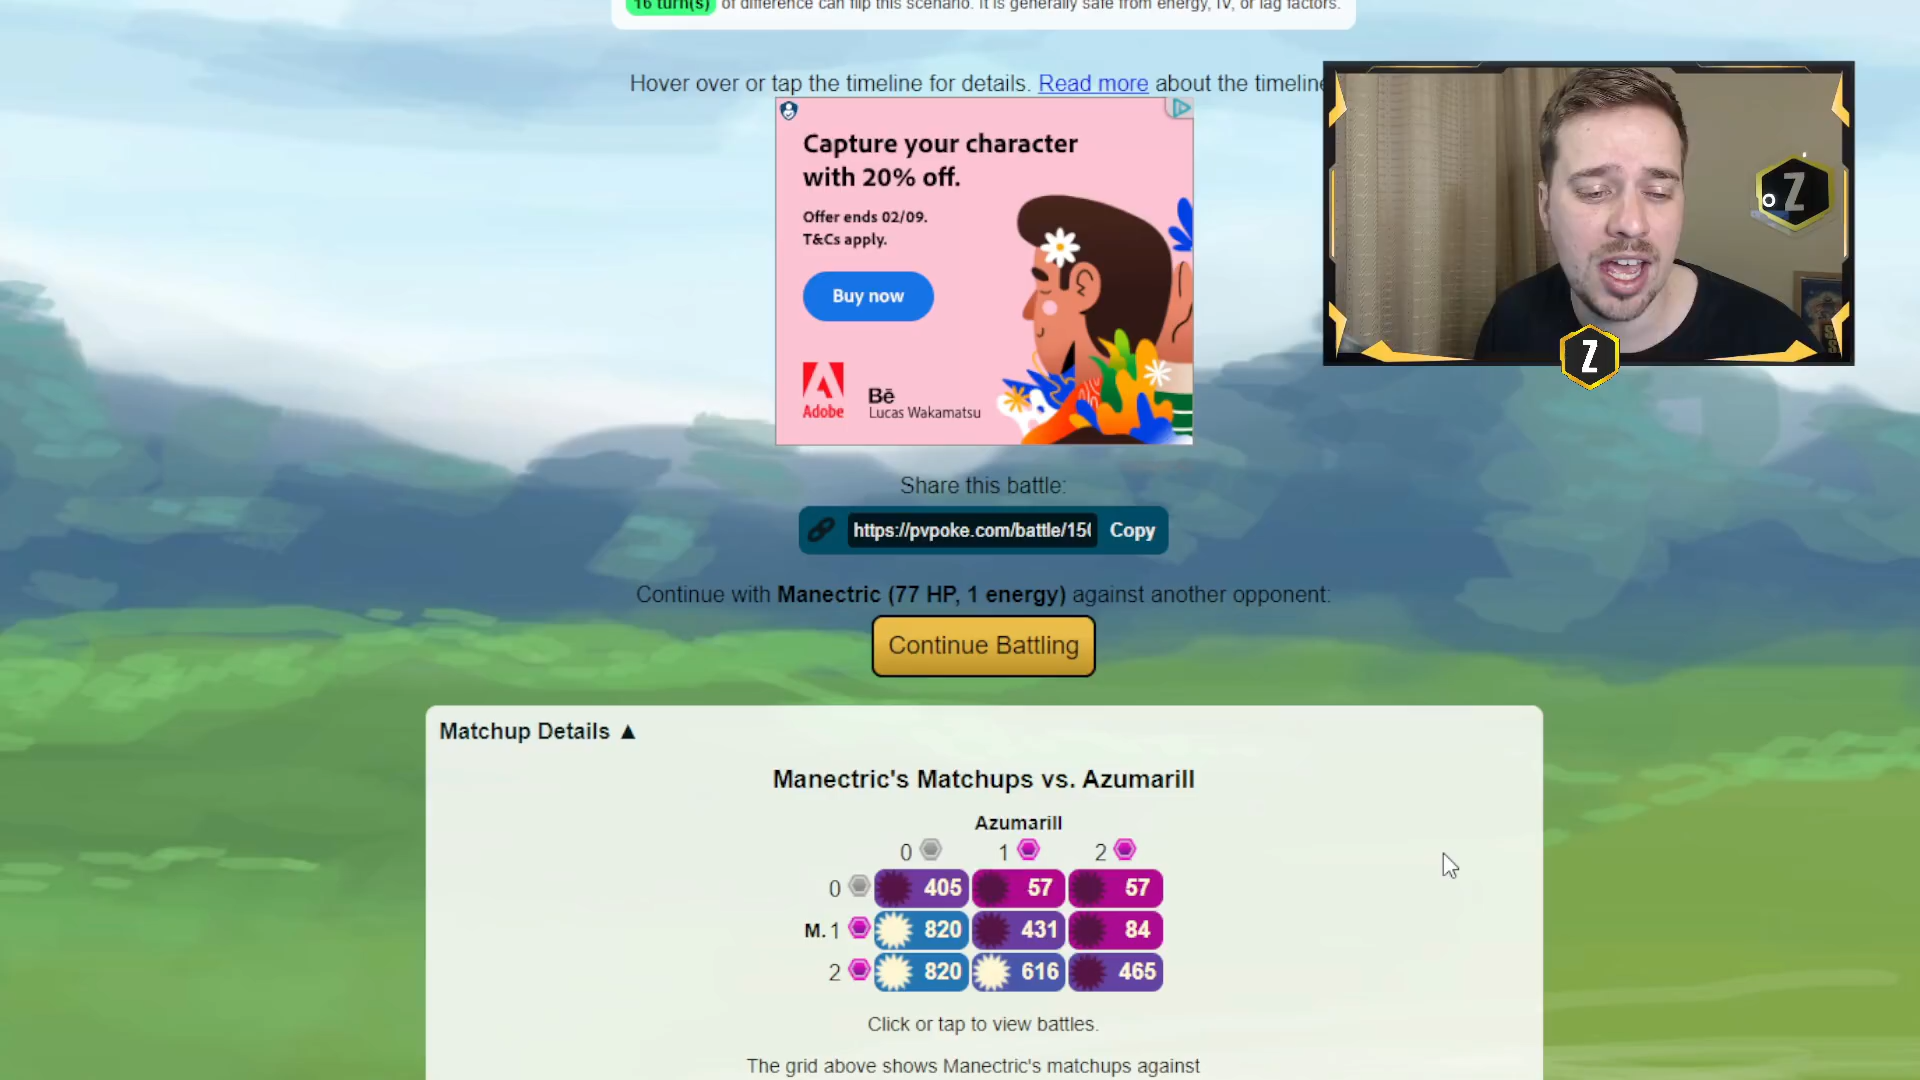 16 turn(s) of difference can flip this scenario. It is generally safe from energy, IV, or lag factors.
Hover over or tap the timeline for details. Read more about the timeline
Capture your character
with 20% off.
Offer ends 02/09.
T&Cs apply.
Buy now
Adobe
Bē
Lucas Wakamatsu
Z
Z
Share this battle:
https://pvpoke.com/battle/150 Copy
Continue with Manectric (77 HP, 1 energy) against another opponent:
Continue Battling
Matchup Details ▲
Manectric's Matchups vs. Azumarill
Azumarill
0 1 2
0 405 57 57
M. 1 820 431 84
2 820 616 465
Click or tap to view battles.
The grid above shows Manectric's matchups against